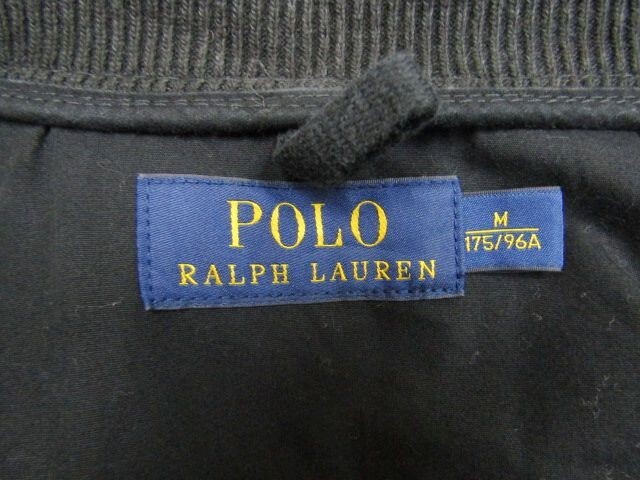 POLO
RALPH LAUREN
M
175/96A